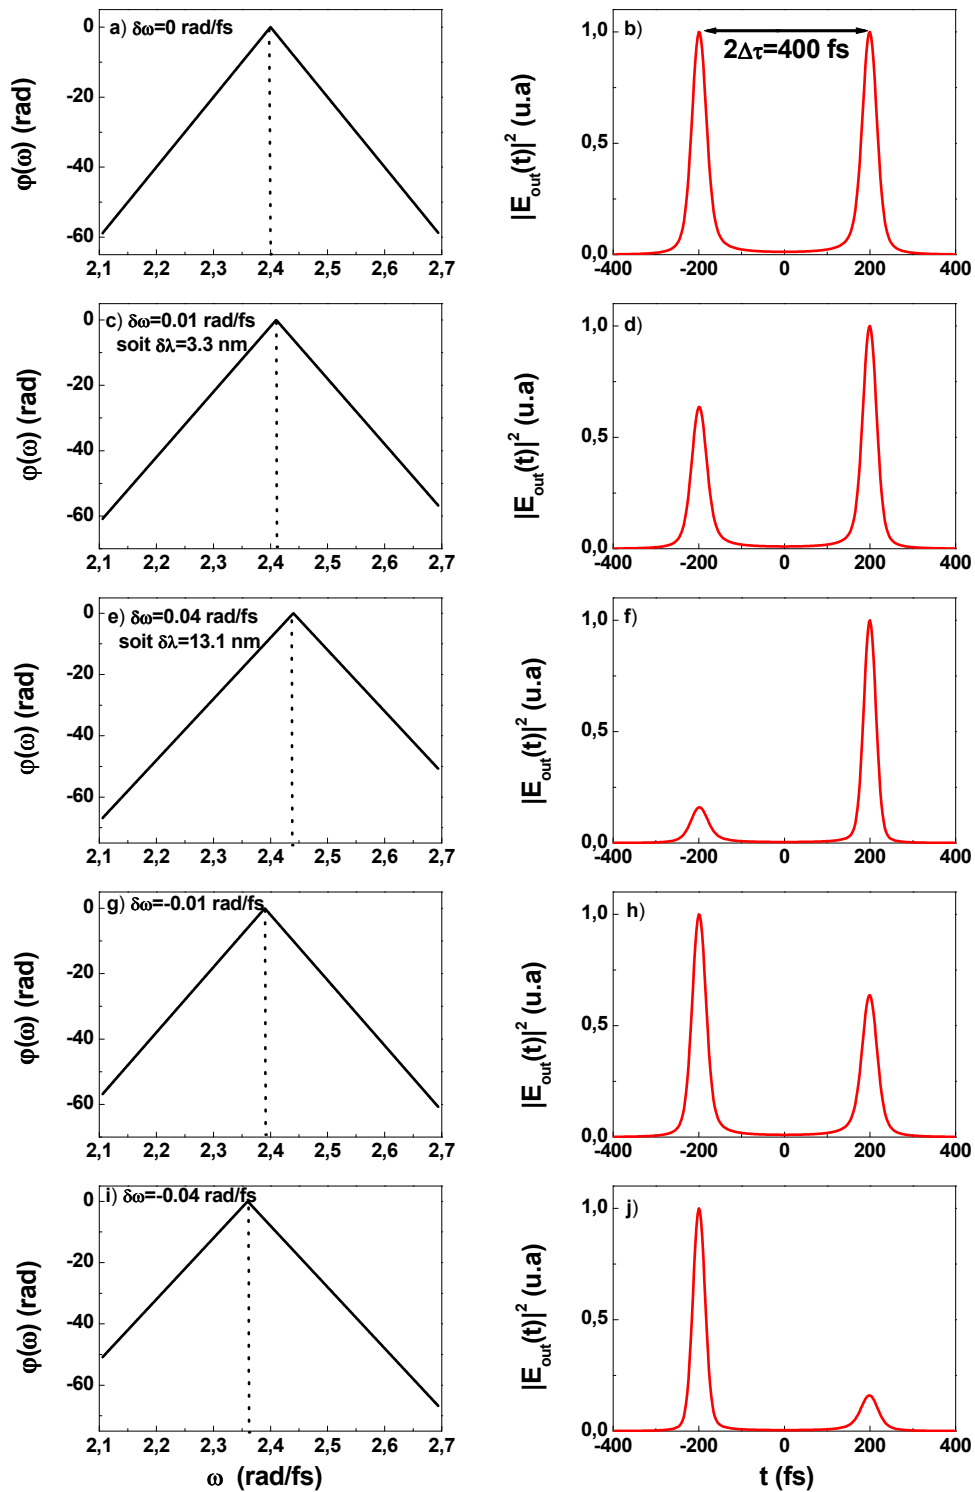 a) δω=0 rad/fs
φ(ω) (rad)
0
-20
-40
-60
2,1 2,2 2,3 2,4 2,5 2,6 2,7
b)
2Δτ=400 fs
|E_out(t)|² (u.a)
1,0
0,5
0,0
-400 -200 0 200 400
c) δω=0.01 rad/fs
soit δλ=3.3 nm
φ(ω) (rad)
0
-20
-40
-60
2,1 2,2 2,3 2,4 2,5 2,6 2,7
d)
|E_out(t)|² (u.a)
1,0
0,5
0,0
-400 -200 0 200 400
e) δω=0.04 rad/fs
soit δλ=13.1 nm
φ(ω) (rad)
0
-20
-40
-60
2,1 2,2 2,3 2,4 2,5 2,6 2,7
f)
|E_out(t)|² (u.a)
1,0
0,5
0,0
-400 -200 0 200 400
g) δω=-0.01 rad/fs
φ(ω) (rad)
0
-20
-40
-60
2,1 2,2 2,3 2,4 2,5 2,6 2,7
h)
|E_out(t)|² (u.a)
1,0
0,5
0,0
-400 -200 0 200 400
i) δω=-0.04 rad/fs
φ(ω) (rad)
0
-20
-40
-60
2,1 2,2 2,3 2,4 2,5 2,6 2,7
ω (rad/fs)
j)
|E_out(t)|² (u.a)
1,0
0,5
0,0
-400 -200 0 200 400
t (fs)